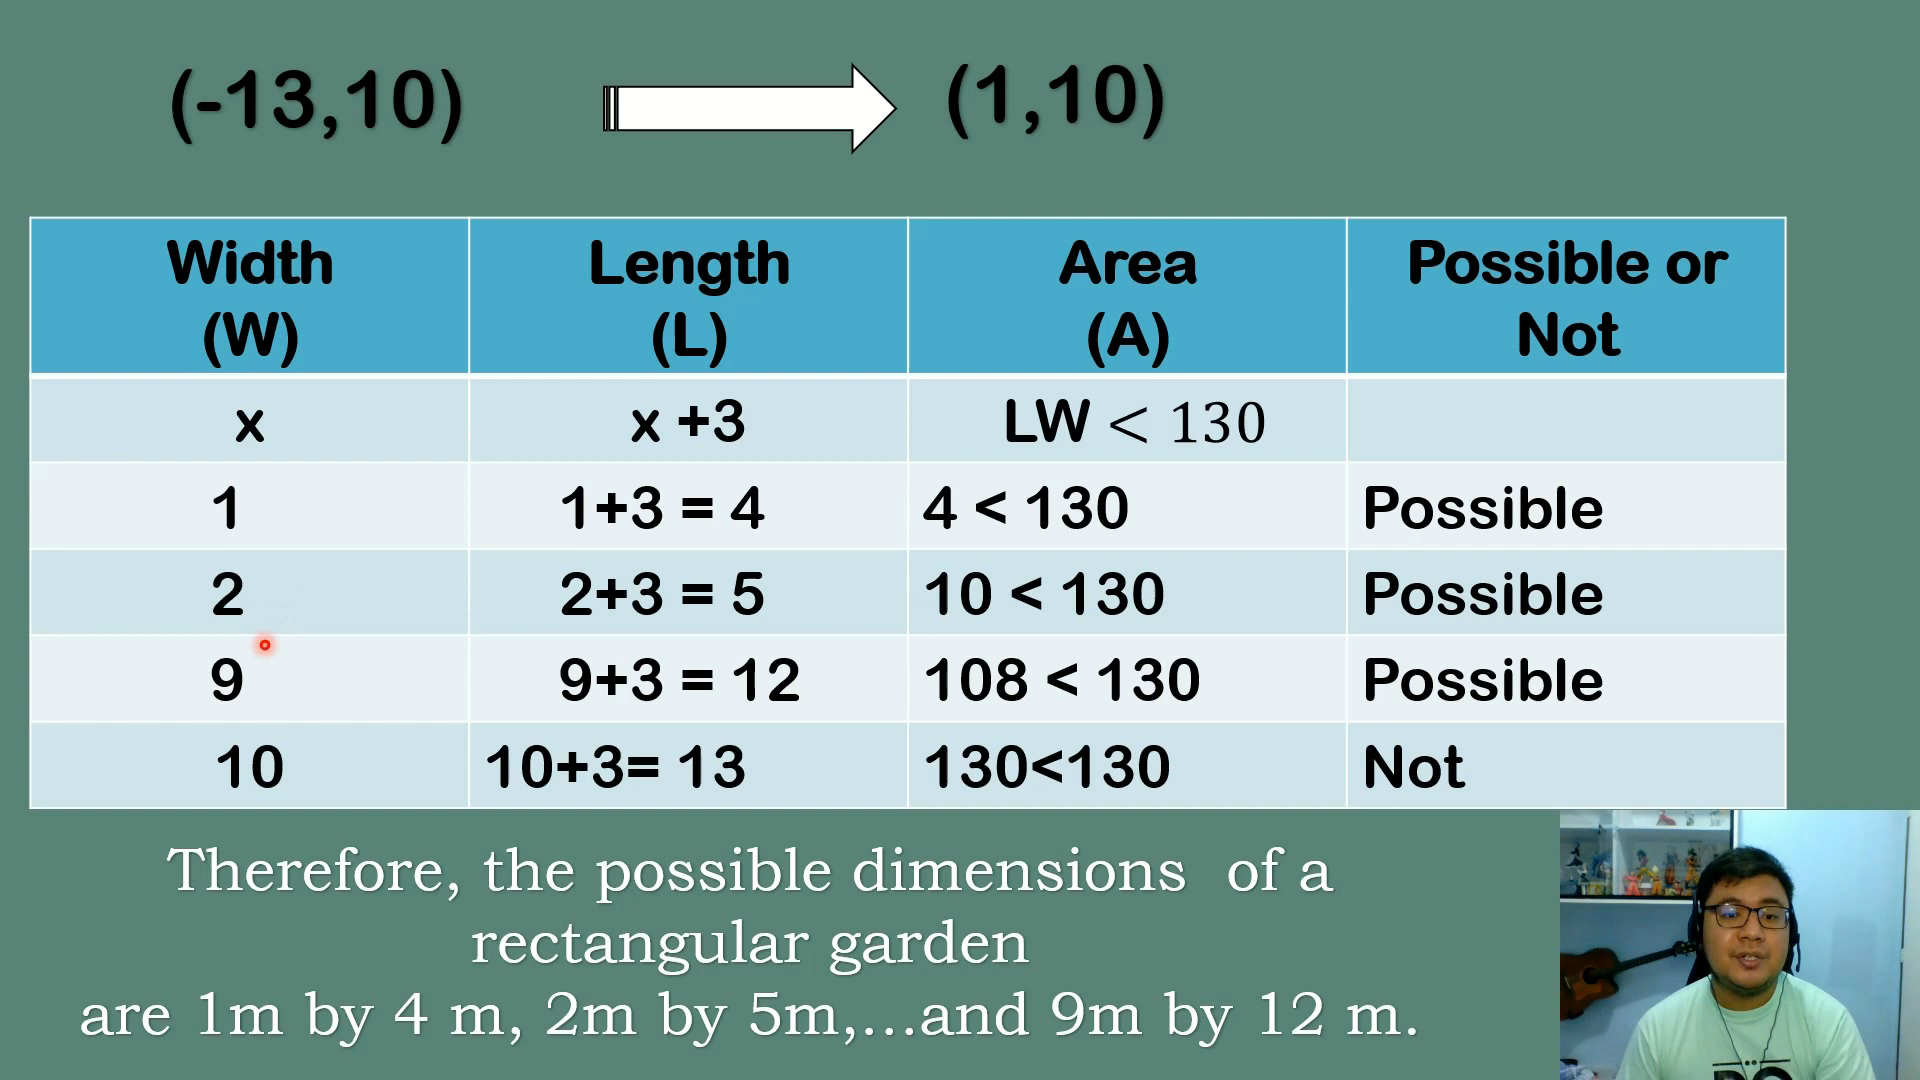 (-13,10) (1,10)
Width Length Area Possible or
(W) (L) (A) Not
x x +3 LW < 130
1 1+3 = 4 4 < 130 Possible
2 2+3 = 5 10 < 130 Possible
9 9+3 = 12 108 < 130 Possible
10 10+3= 13 130<130 Not
Therefore, the possible dimensions of a
rectangular garden
are 1m by 4 m, 2m by 5m,...and 9m by 12 m.